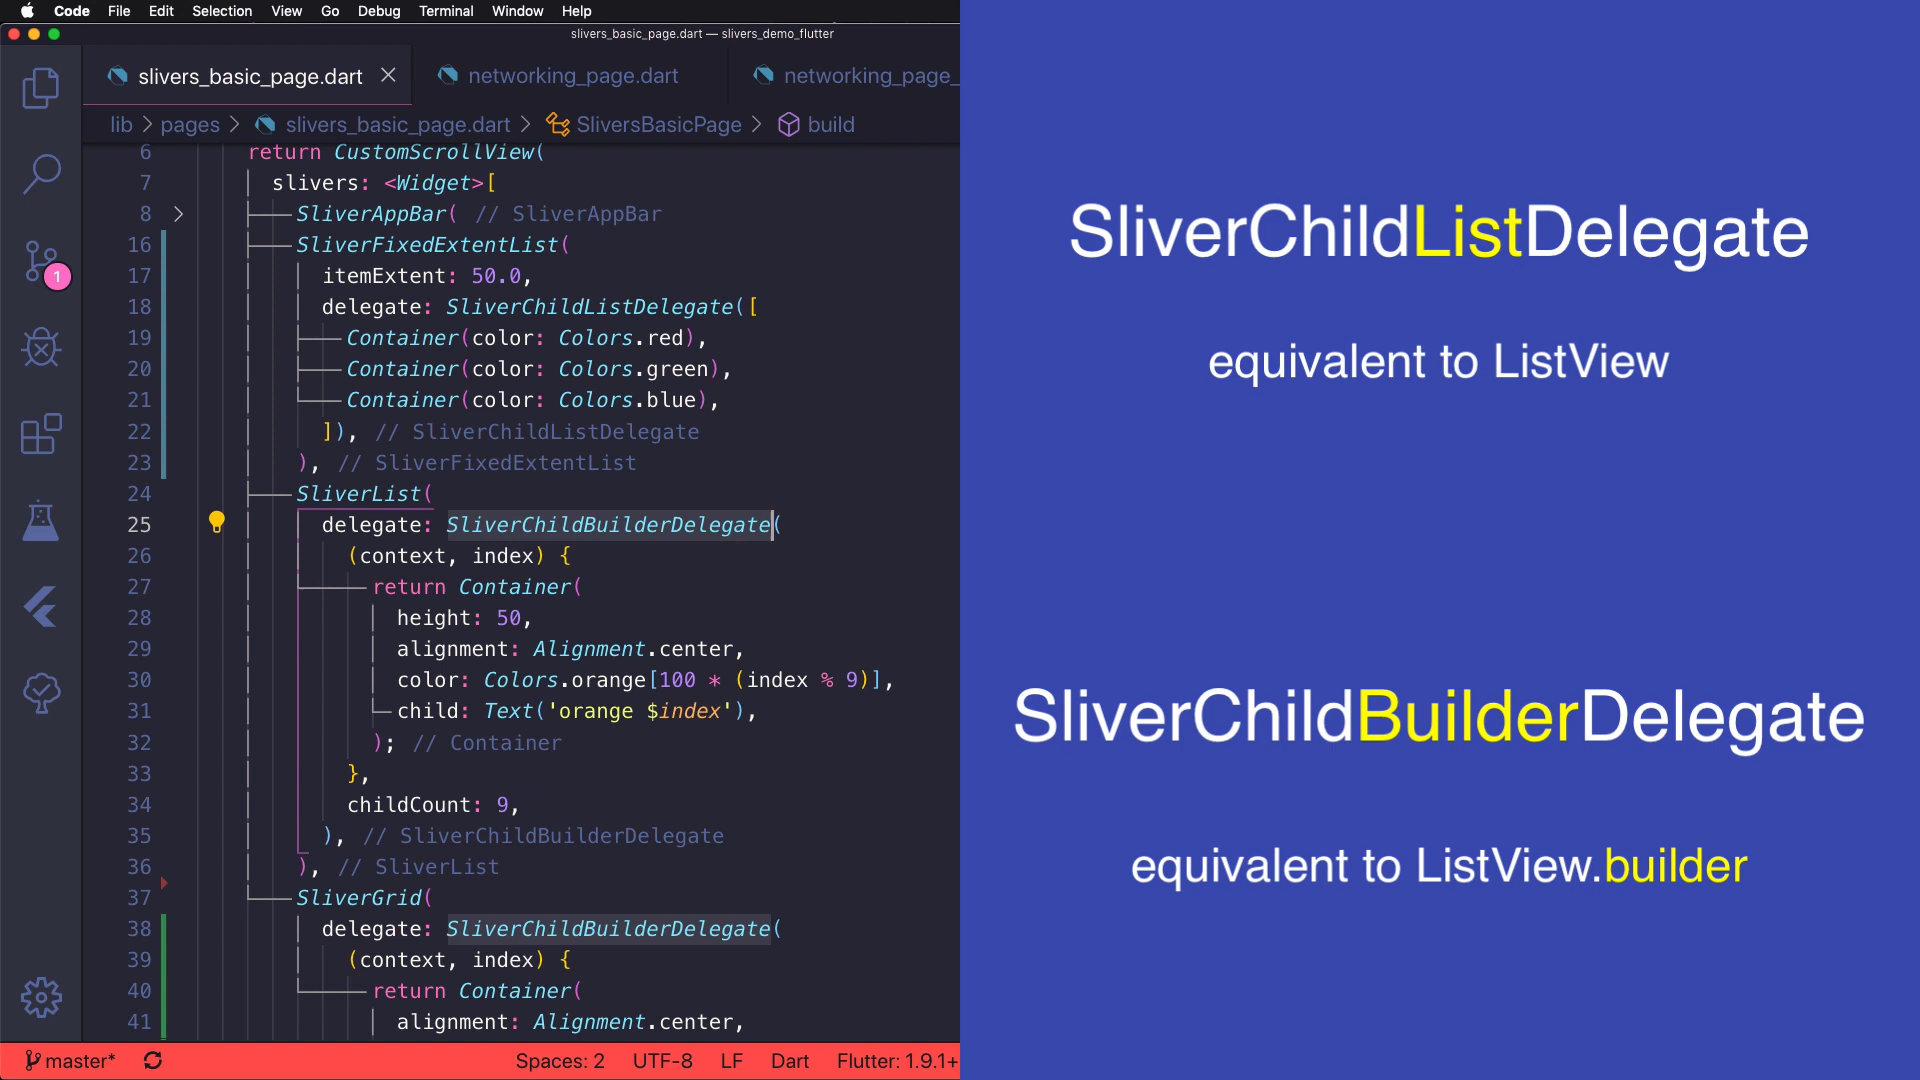 Code File Edit Selection View Go Debug Terminal Window Help
slivers_basic_page.dart — slivers_demo_flutter
slivers_basic_page.dart networking_page.dart networking_page_
lib > pages > slivers_basic_page.dart > SliversBasicPage > build
6 return CustomScrollView(
7 slivers: <Widget>[
8 SliverAppBar( // SliverAppBar
16 SliverFixedExtentList(
17 itemExtent: 50.0,
18 delegate: SliverChildListDelegate([
19 Container(color: Colors.red),
20 Container(color: Colors.green),
21 Container(color: Colors.blue),
22 ]), // SliverChildListDelegate
23 ), // SliverFixedExtentList
24 SliverList(
25 delegate: SliverChildBuilderDelegate(
26 (context, index) {
27 return Container(
28 height: 50,
29 alignment: Alignment.center,
30 color: Colors.orange[100 * (index % 9)],
31 child: Text('orange $index'),
32 ); // Container
33 },
34 childCount: 9,
35 ), // SliverChildBuilderDelegate
36 ), // SliverList
37 SliverGrid(
38 delegate: SliverChildBuilderDelegate(
39 (context, index) {
40 return Container(
41 alignment: Alignment.center,
1
master* Spaces: 2 UTF-8 LF Dart Flutter: 1.9.1+
SliverChildListDelegate
equivalent to ListView
SliverChildBuilderDelegate
equivalent to ListView.builder